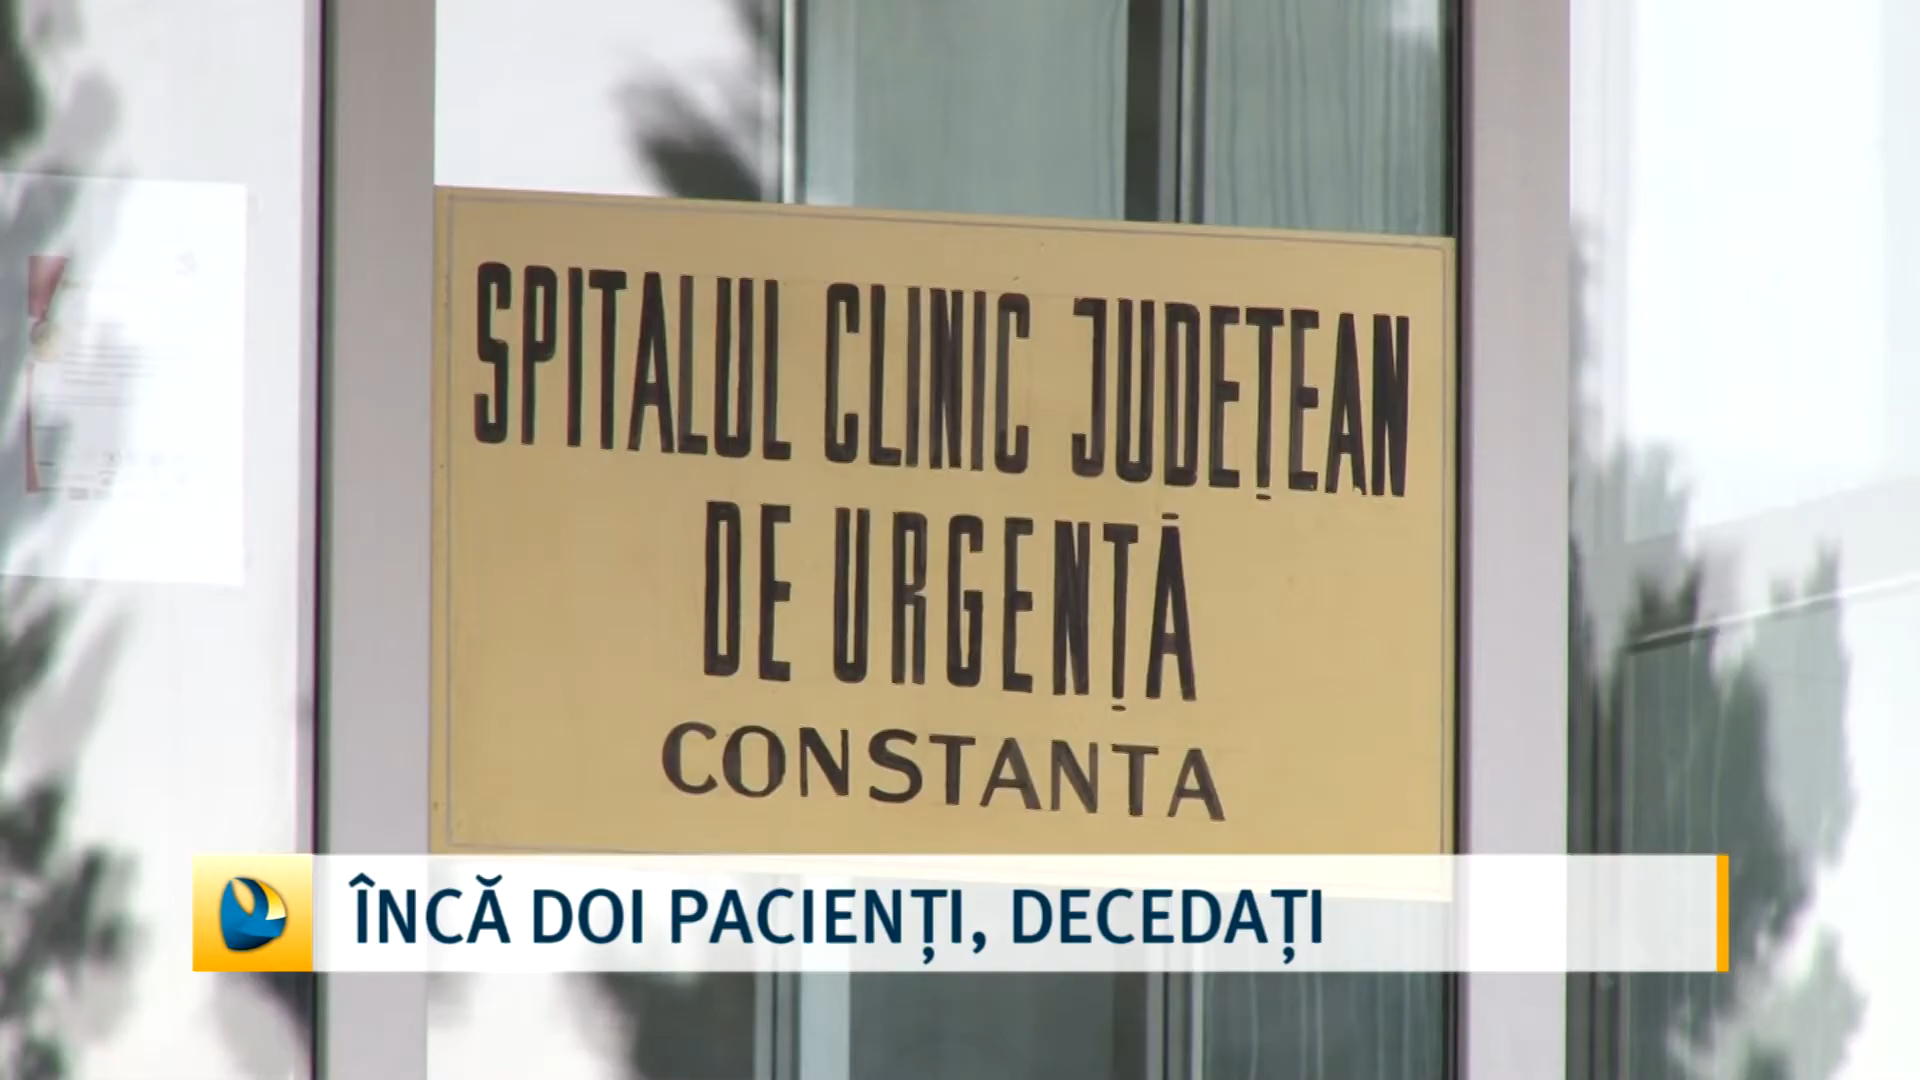 SPITALUL CLINIC JUDEȚEAN
DE URGENȚĂ
CONSTANTA
ÎNCĂ DOI PACIENȚI, DECEDAȚI